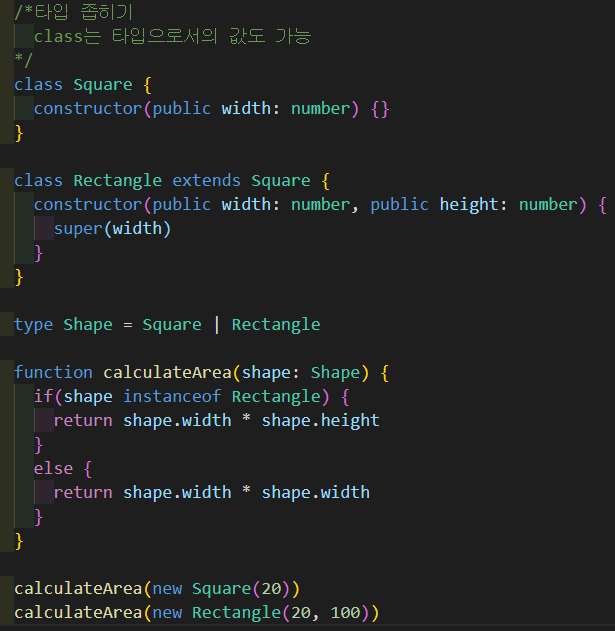 /*타입 좁히기
class는 타입으로서의 값도 가능
*/
class Square {
constructor(public width: number) {}
}
class Rectangle extends Square {
constructor(public width: number, public height: number) {
super(width)
}
}
type Shape = Square | Rectangle
function calculateArea(shape: Shape) {
if(shape instanceof Rectangle) {
return shape.width * shape.height
}
else {
return shape.width * shape.width
}
}
calculateArea(new Square(20))
calculateArea(new Rectangle(20, 100))